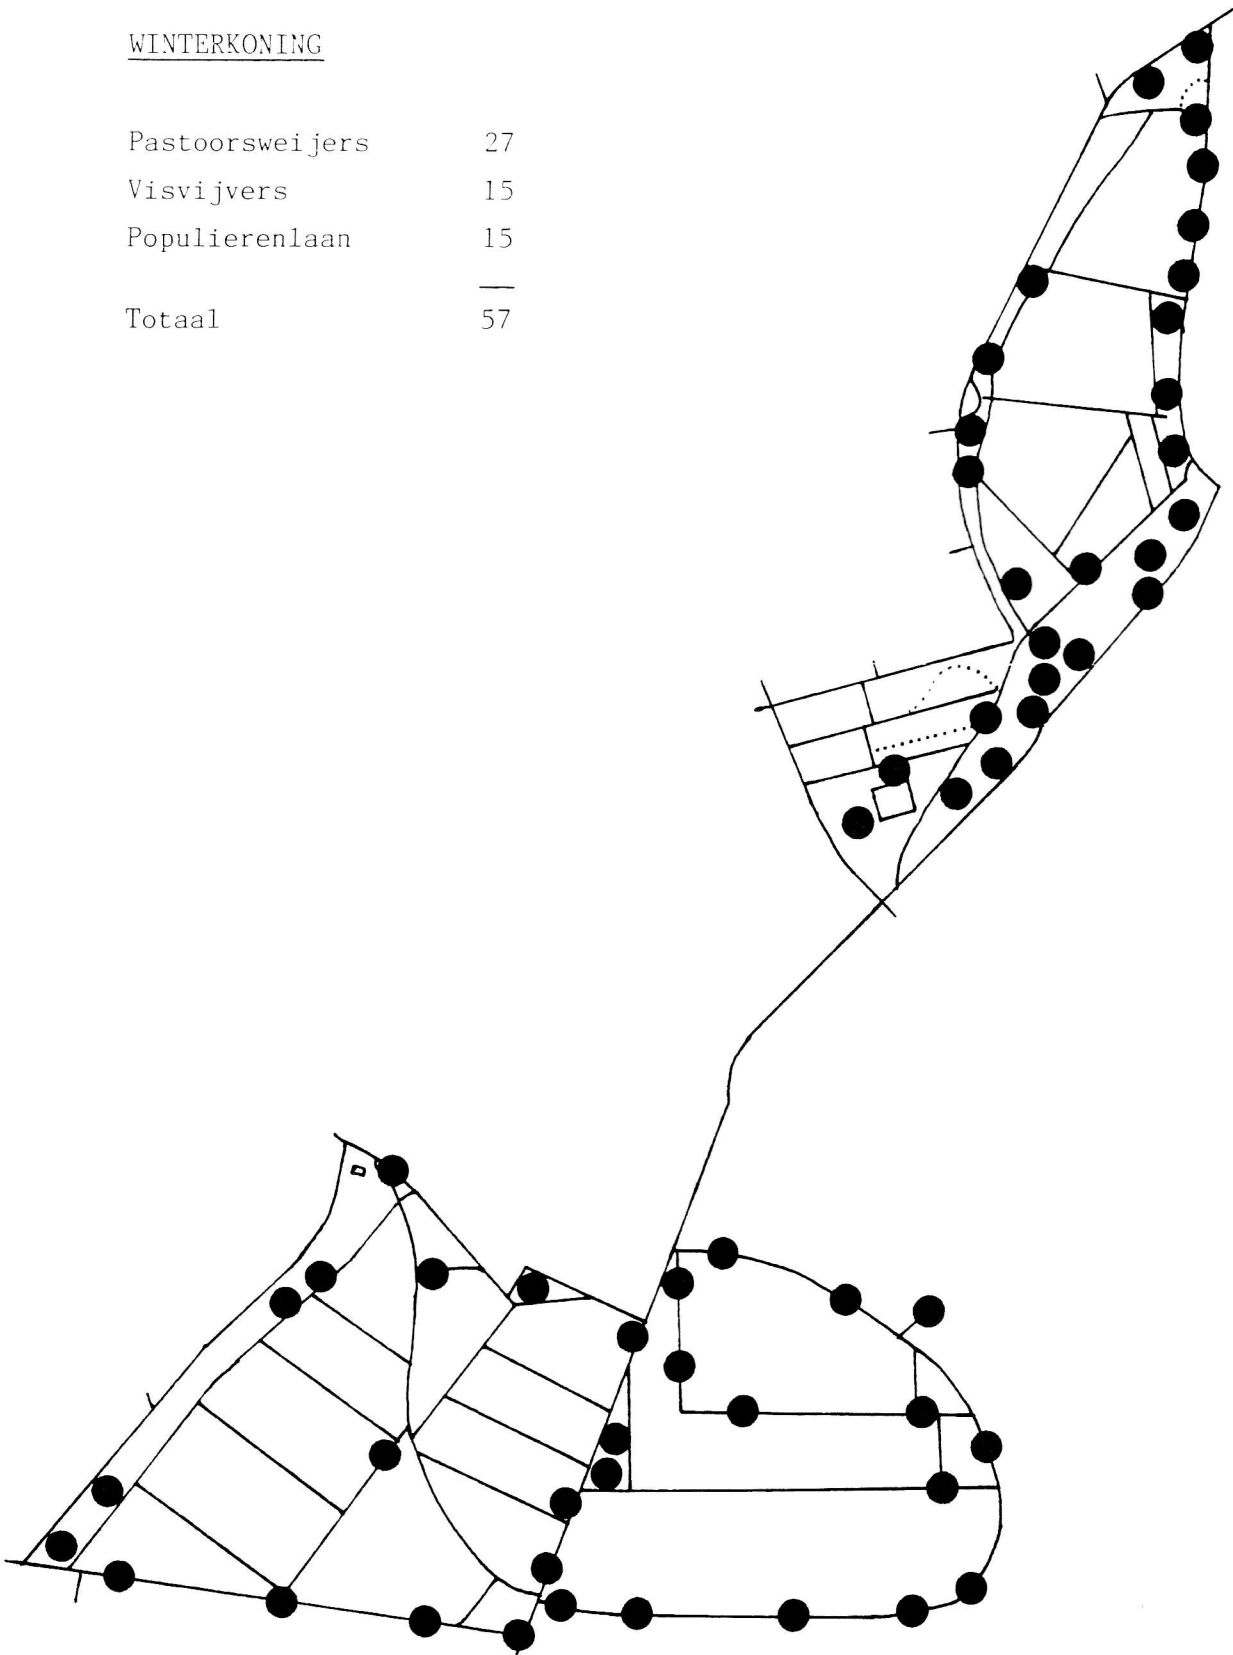 WINTERKONING
Pastoorsweijers 27
Visvijvers 15
Populierenlaan 15
Totaal 57